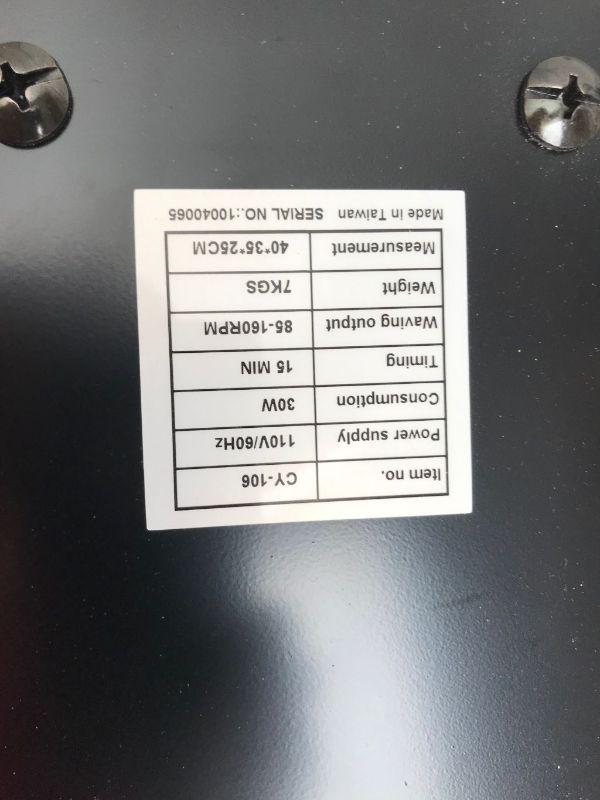 Item no. CY-106
Power supply 110V/60Hz
Consumption 30W
Timing 15 MIN
Waving output 85-160RPM
Weight 7KGS
Measurement 40*35*25CM
Made in Taiwan SERIAL NO.:10040065